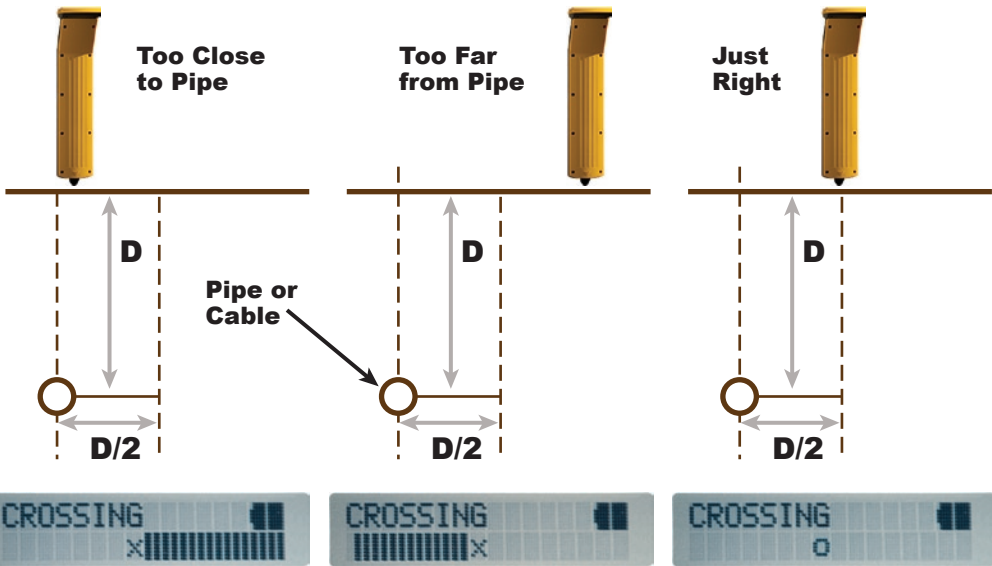 Too Close
to Pipe
Too Far
from Pipe
Just
Right
D
D
D
Pipe or
Cable
D/2
D/2
D/2
CROSSING
x
CROSSING
x
CROSSING
o